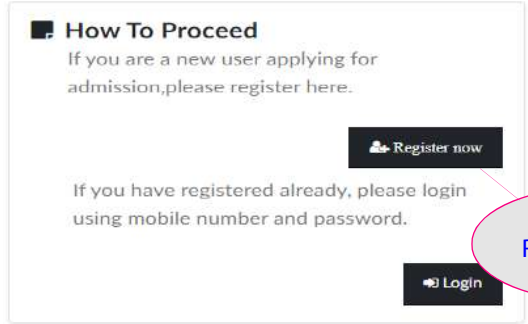 How To Proceed
If you are a new user applying for
admission,please register here.
Register now
If you have registered already, please login
using mobile number and password.
Login